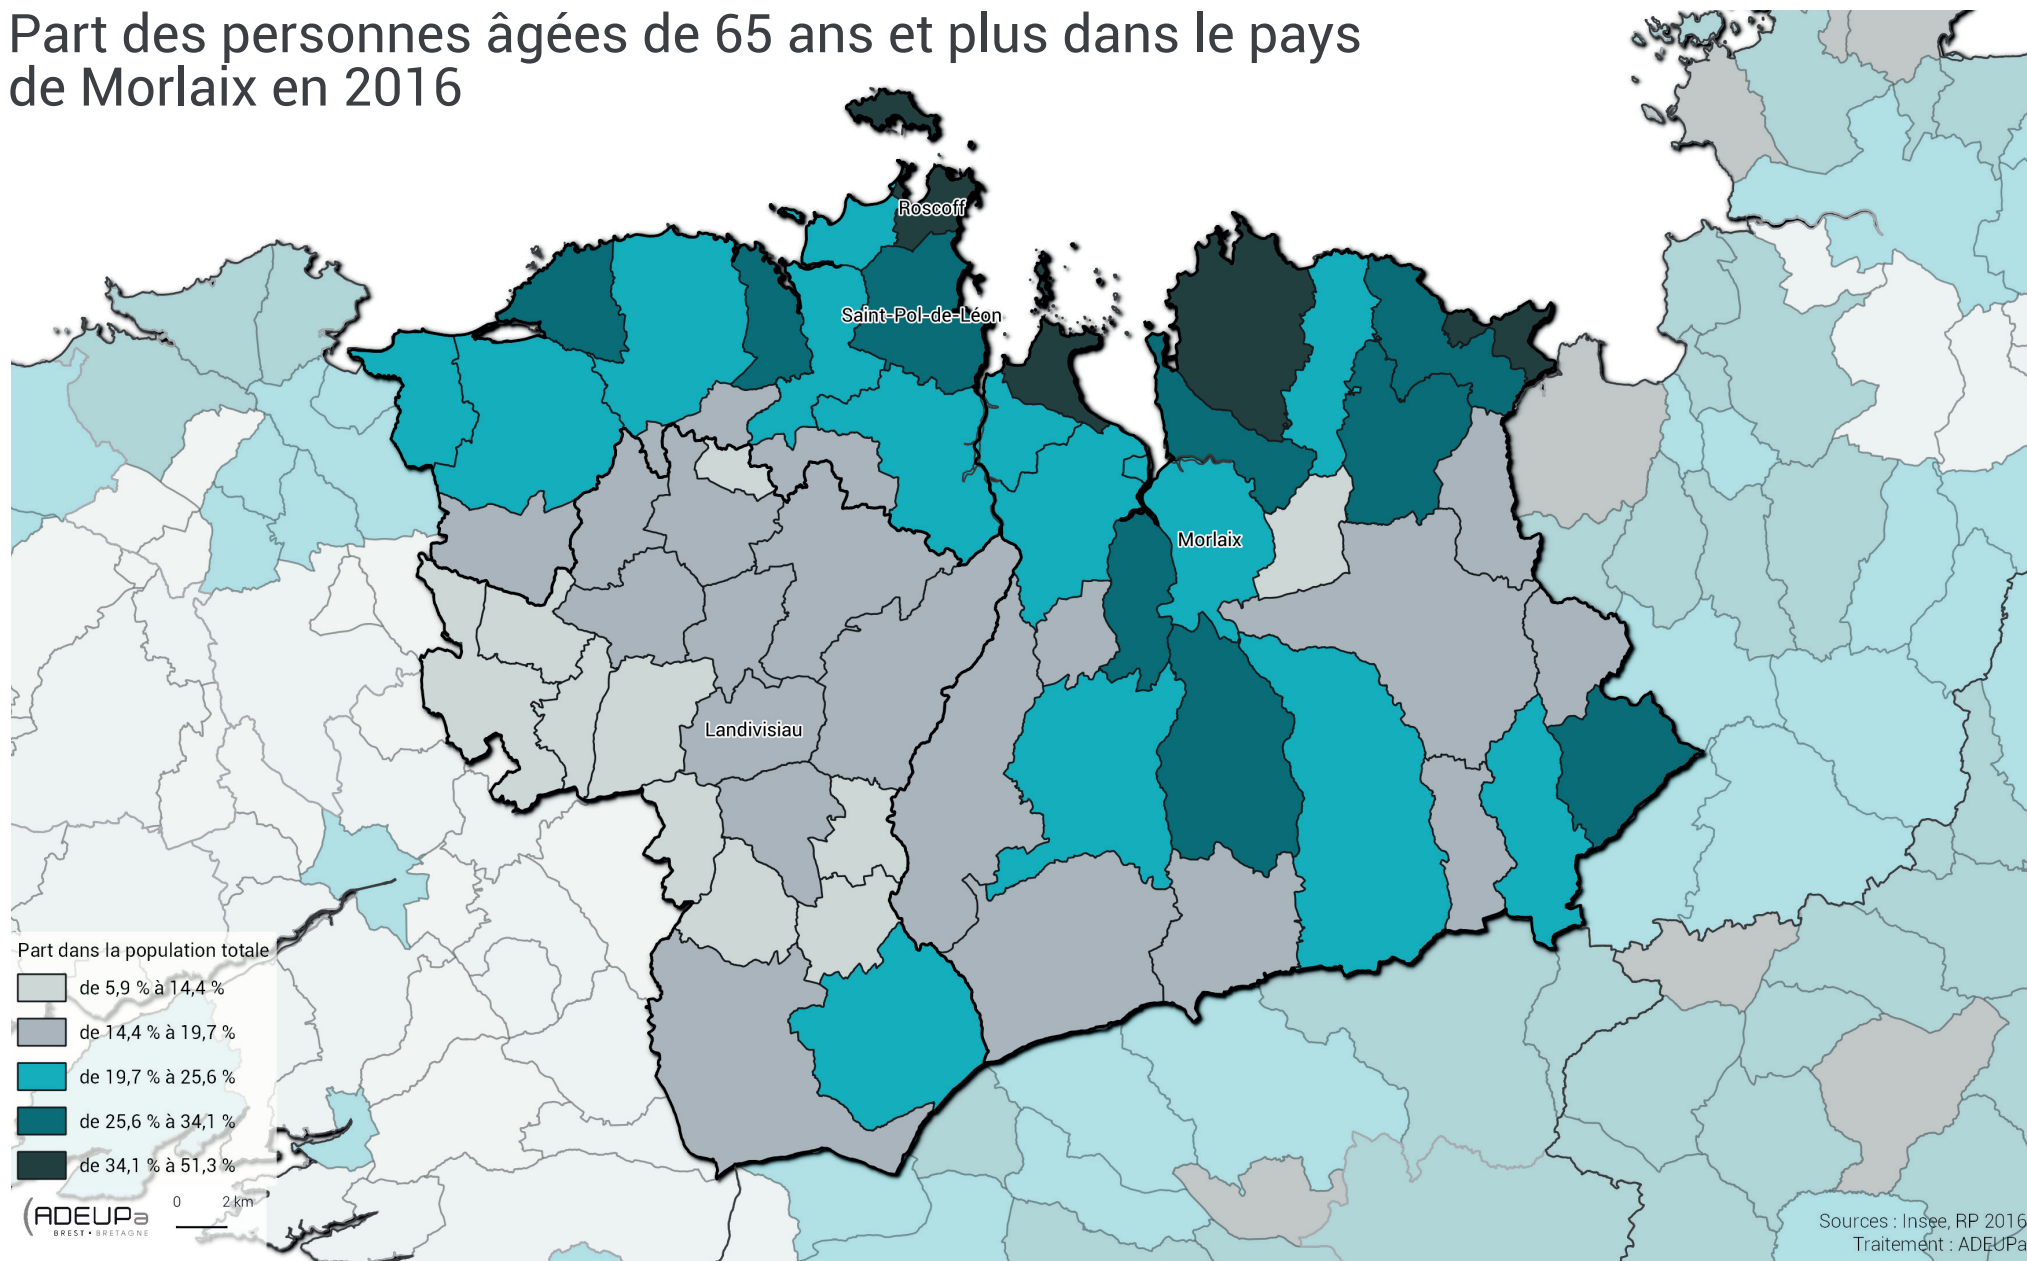 Part des personnes âgées de 65 ans et plus dans le pays
de Morlaix en 2016
Roscoff
Saint-Pol-de-Léon
Morlaix
Landivisiau
Part dans la population totale
de 5,9 % à 14,4 %
de 14,4 % à 19,7 %
de 19,7 % à 25,6 %
de 25,6 % à 34,1 %
de 34,1 % à 51,3 %
0 2 km
ADEUPa
BREST • BRETAGNE
Sources : Insee, RP 2016
Traitement : ADEUPa